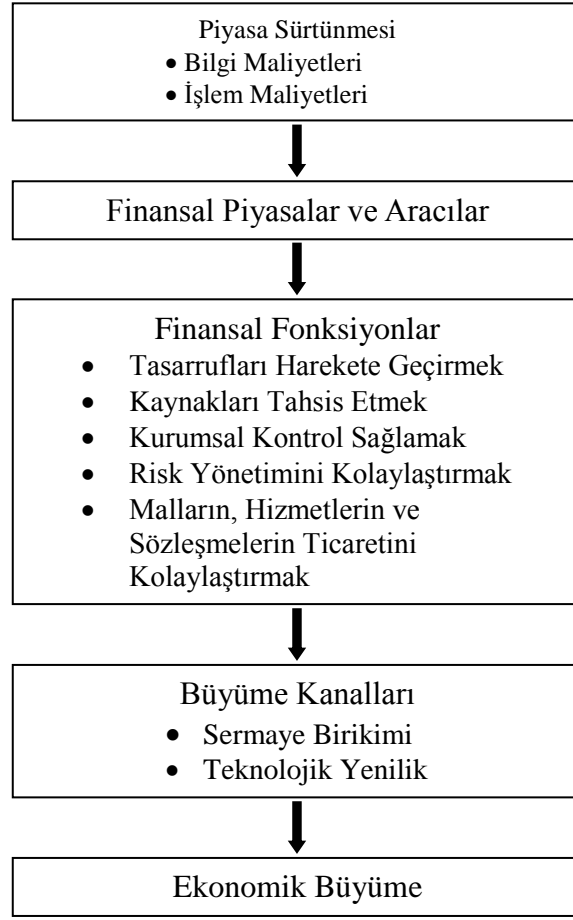 Piyasa Sürtünmesi
• Bilgi Maliyetleri
• İşlem Maliyetleri
Finansal Piyasalar ve Aracılar
Finansal Fonksiyonlar
• Tasarrufları Harekete Geçirmek
• Kaynakları Tahsis Etmek
• Kurumsal Kontrol Sağlamak
• Risk Yönetimini Kolaylaştırmak
• Malların, Hizmetlerin ve
Sözleşmelerin Ticaretini
Kolaylaştırmak
Büyüme Kanalları
• Sermaye Birikimi
• Teknolojik Yenilik
Ekonomik Büyüme